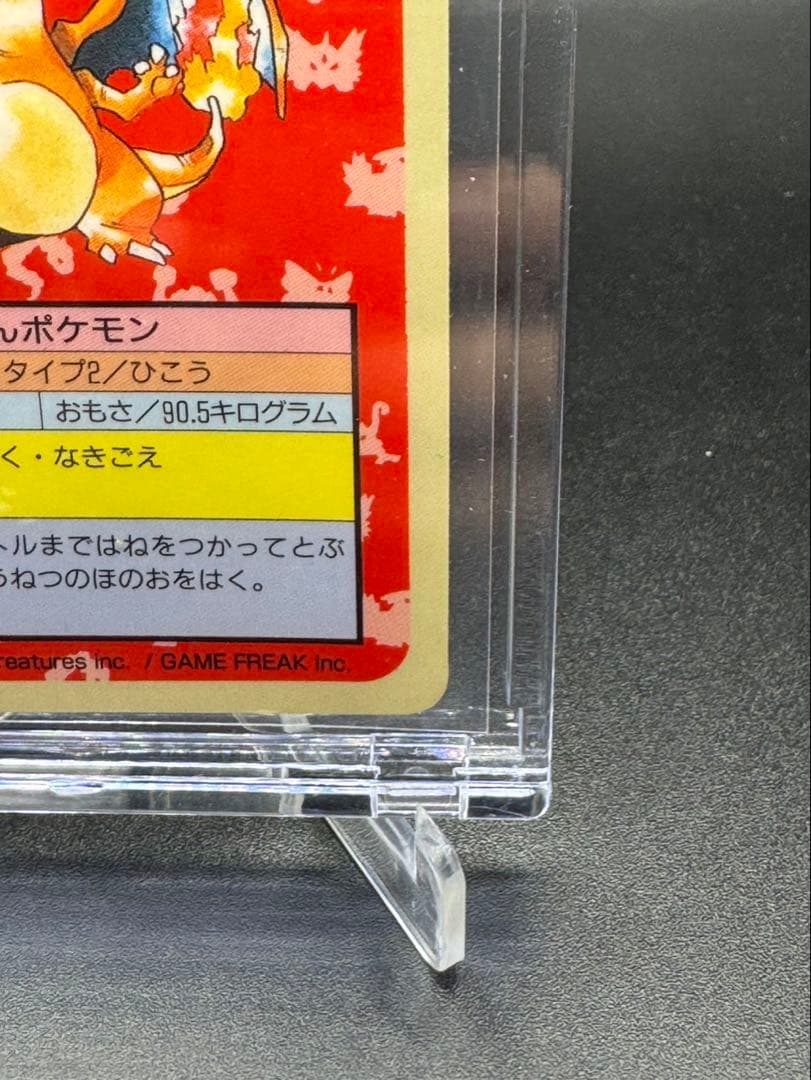 んポケモン
タイプ2/ひこう
おもさ/90.5キログラム
く・なきごえ
トルまではねをつかってとぶ
うねつのほのおをはく。
reatures inc. / GAME FREAK inc.